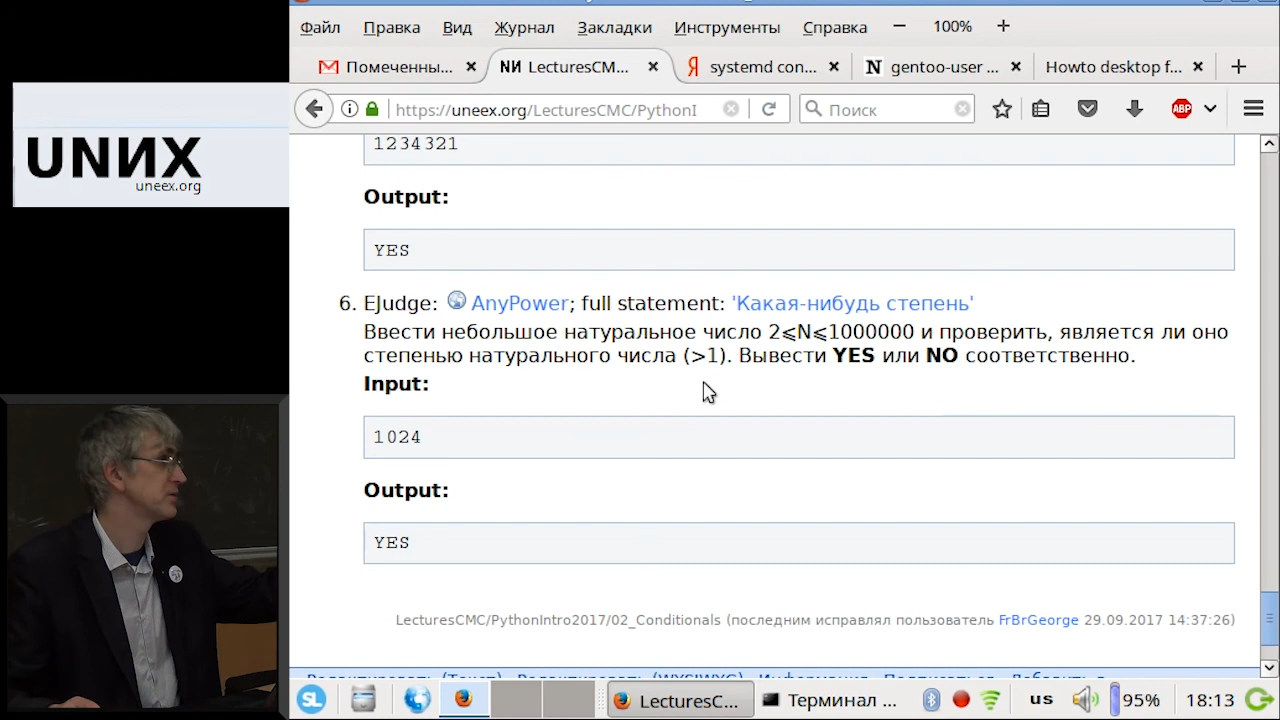 Файл Правка Вид Журнал Закладки Инструменты Справка − 100% +
Помеченны... × NИ LecturesCM... × Я systemd con... × N gentoo-user ... × Howto desktop f... × +
https://uneex.org/LecturesCMC/PythonI Поиск ABP
1234321
UNИX
uneex.org
Output:
YES
6. EJudge: AnyPower; full statement: 'Какая-нибудь степень'
Ввести небольшое натуральное число 2⩽N⩽1000000 и проверить, является ли оно
степенью натурального числа (>1). Вывести YES или NO соответственно.
Input:
1024
Output:
YES
LecturesCMC/PythonIntro2017/02_Conditionals (последним исправлял пользователь FrBrGeorge 29.09.2017 14:37:26)
SL LecturesC... Терминал ... us 95% 18:13